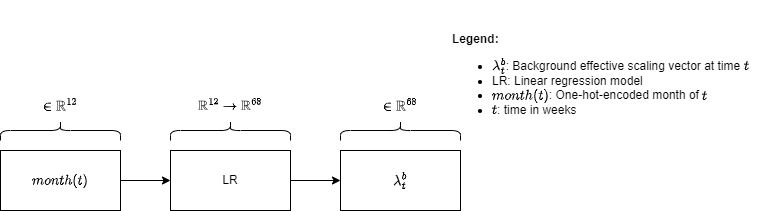 Legend:
• λ_t^b: Background effective scaling vector at time t
• LR: Linear regression model
• month(t): One-hot-encoded month of t
• t: time in weeks
∈ ℝ^12
ℝ^12 → ℝ^68
∈ ℝ^68
month(t)
LR
λ_t^b